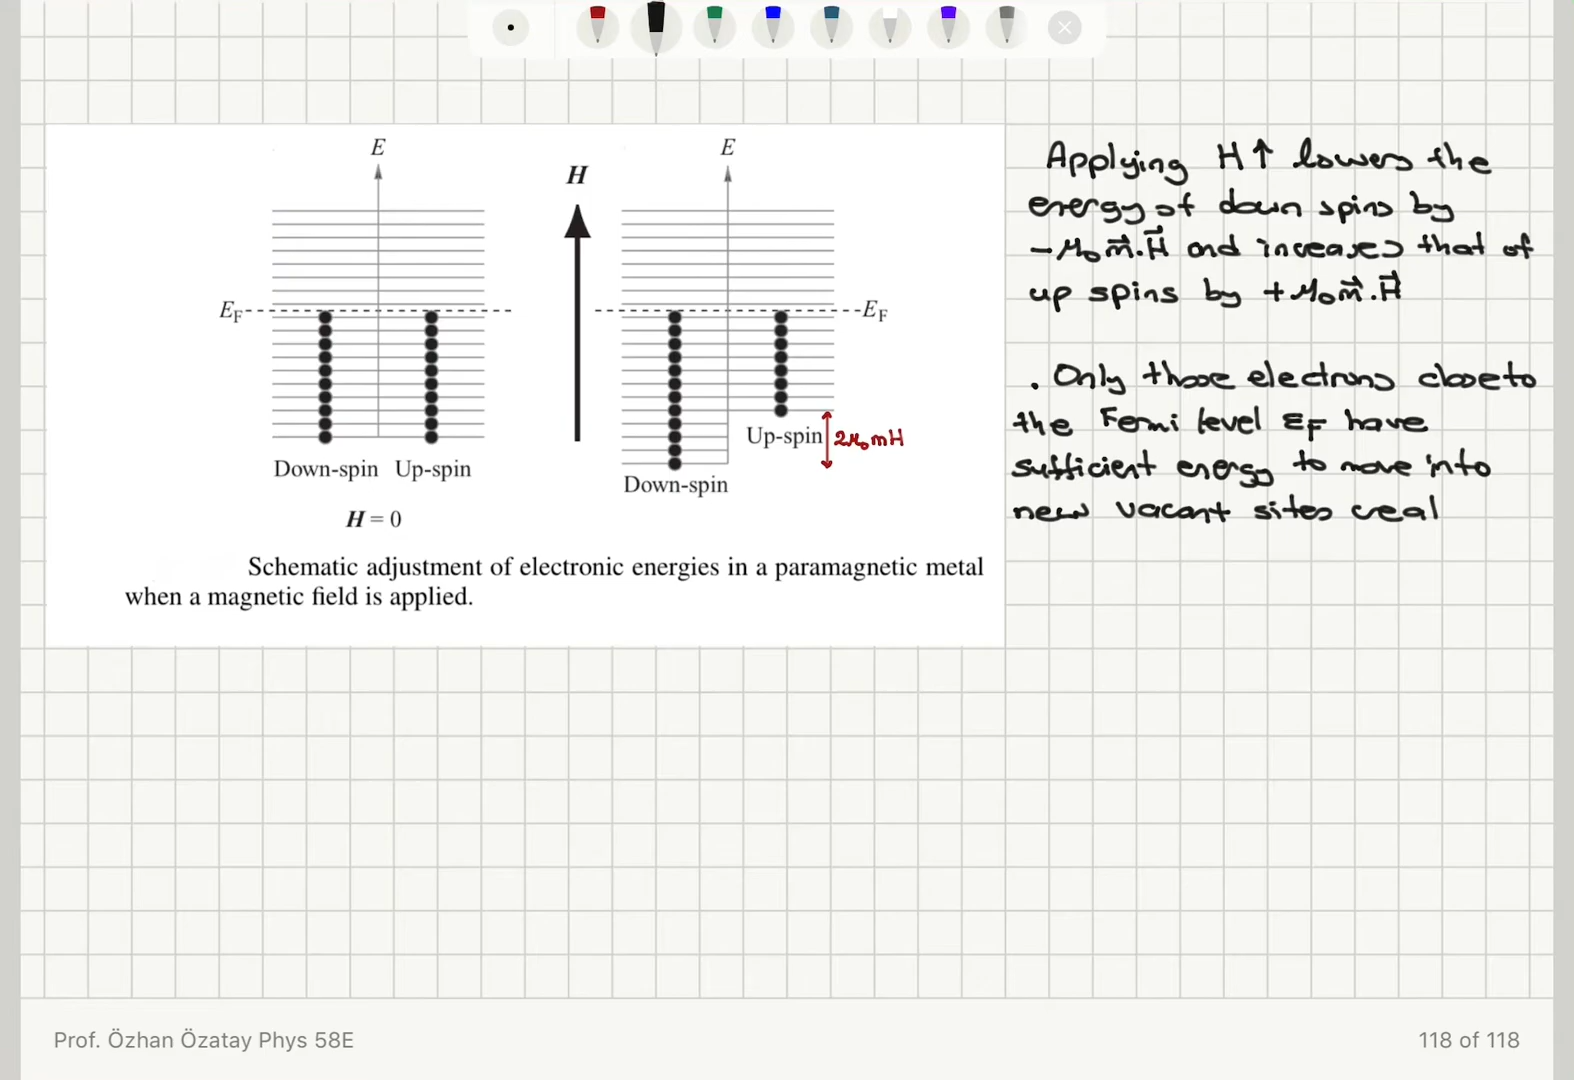 E
H
E
E_F
E_F
Down-spin Up-spin
H = 0
Up-spin
2μ₀mH
Down-spin
Schematic adjustment of electronic energies in a paramagnetic metal
when a magnetic field is applied.
Applying H↑ lowers the
energy of down spins by
-μ₀m⃗.H⃗ and increases that of
up spins by +μ₀m⃗.H⃗
. Only those electrons close to
the Fermi level E_F have
sufficient energy to move into
new vacant sites creat
Prof. Özhan Özatay Phys 58E
118 of 118